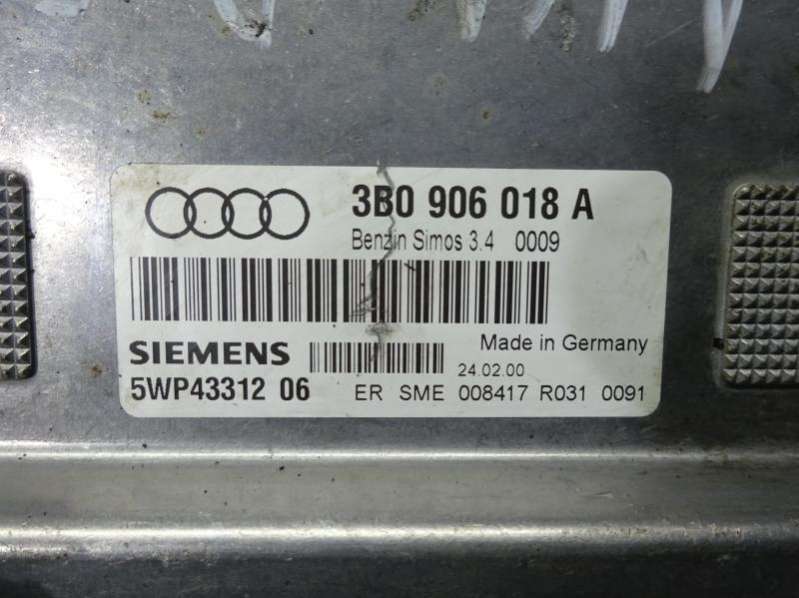 3B0 906 018 A
Benzin Simos 3.4 0009
Made in Germany
SIEMENS
24.02.00
5WP43312 06 ER SME 008417 R031 0091